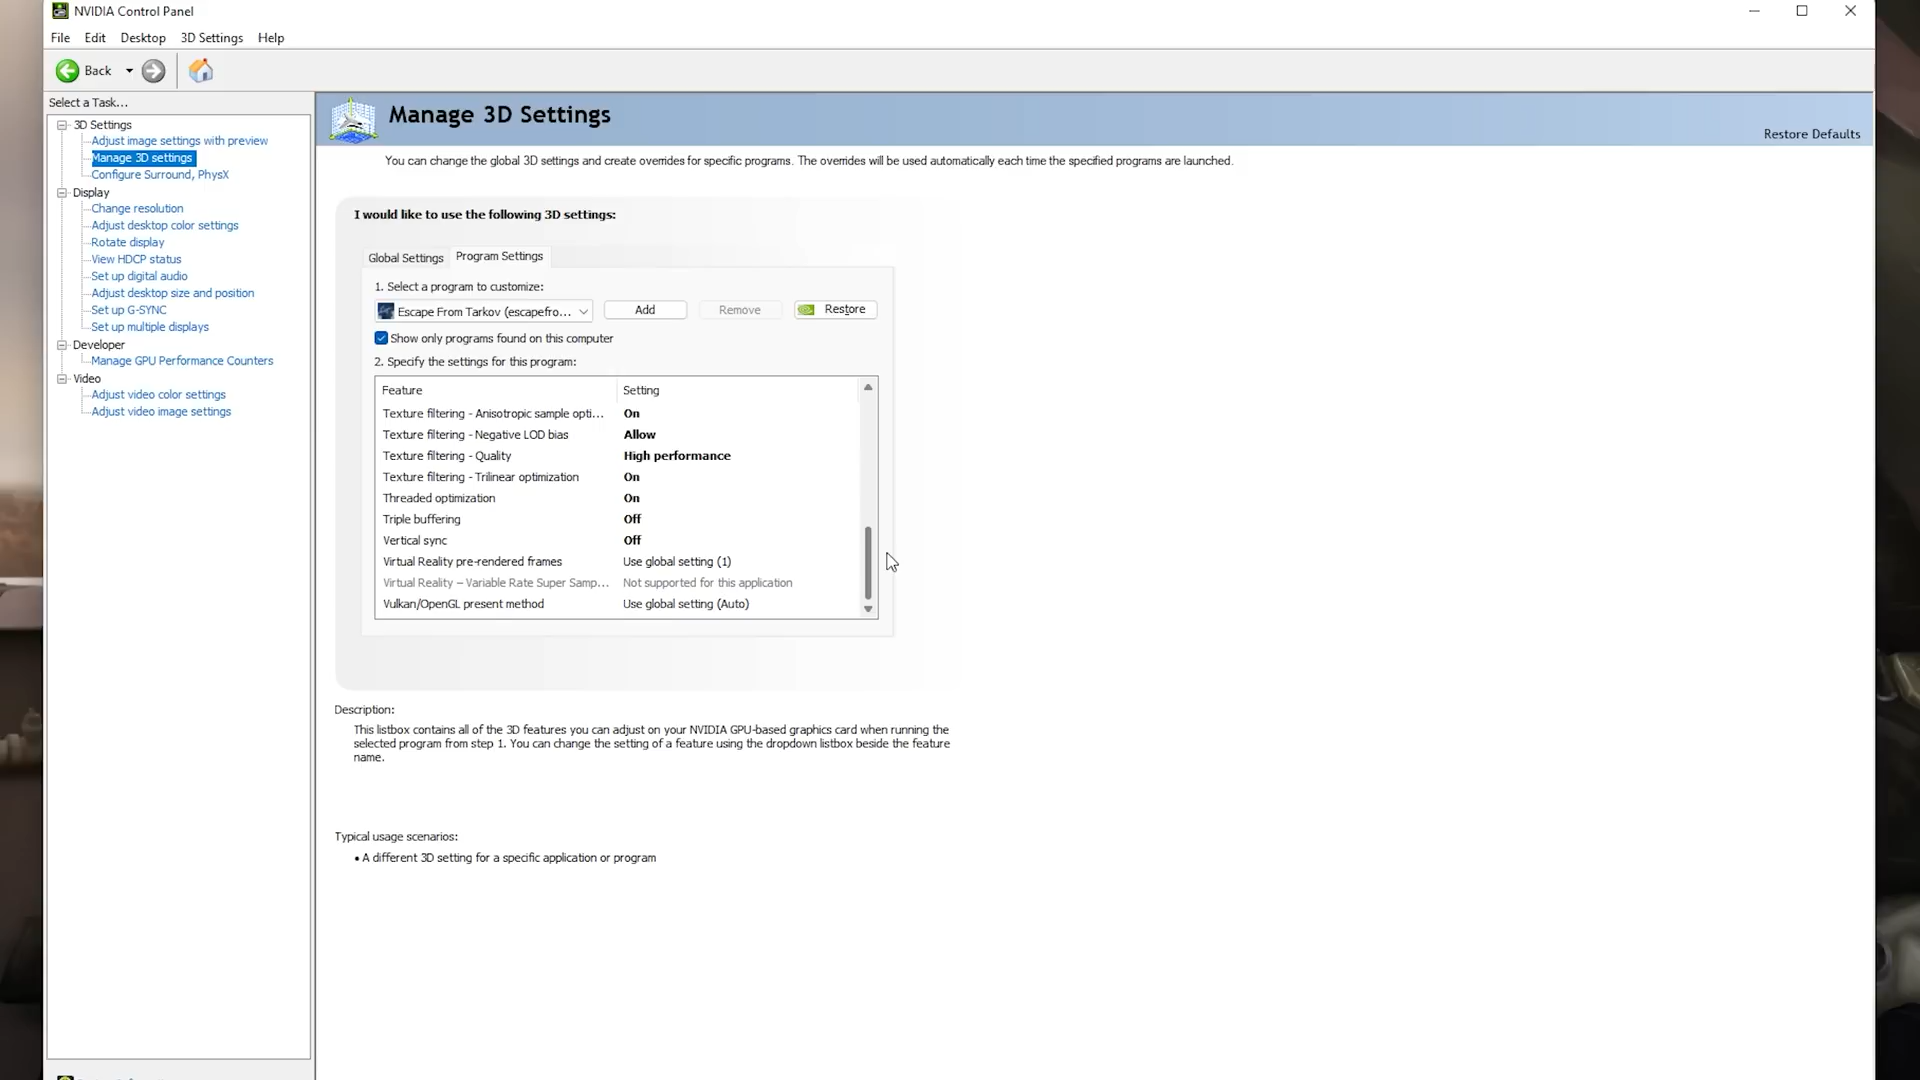 NVIDIA Control Panel
File Edit Desktop 3D Settings Help
Back
Select a Task...
3D Settings
Adjust image settings with preview
Manage 3D settings
Configure Surround, PhysX
Display
Change resolution
Adjust desktop color settings
Rotate display
View HDCP status
Set up digital audio
Adjust desktop size and position
Set up G-SYNC
Set up multiple displays
Developer
Manage GPU Performance Counters
Video
Adjust video color settings
Adjust video image settings
Manage 3D Settings
Restore Defaults
You can change the global 3D settings and create overrides for specific programs. The overrides will be used automatically each time the specified programs are launched.
I would like to use the following 3D settings:
Global Settings Program Settings
1. Select a program to customize:
Escape From Tarkov (escapefro... Add Remove Restore
Show only programs found on this computer
2. Specify the settings for this program:
Feature Setting
Texture filtering - Anisotropic sample opti... On
Texture filtering - Negative LOD bias Allow
Texture filtering - Quality High performance
Texture filtering - Trilinear optimization On
Threaded optimization On
Triple buffering Off
Vertical sync Off
Virtual Reality pre-rendered frames Use global setting (1)
Virtual Reality – Variable Rate Super Samp... Not supported for this application
Vulkan/OpenGL present method Use global setting (Auto)
Description:
This listbox contains all of the 3D features you can adjust on your NVIDIA GPU-based graphics card when running the
selected program from step 1. You can change the setting of a feature using the dropdown listbox beside the feature
name.
Typical usage scenarios:
• A different 3D setting for a specific application or program